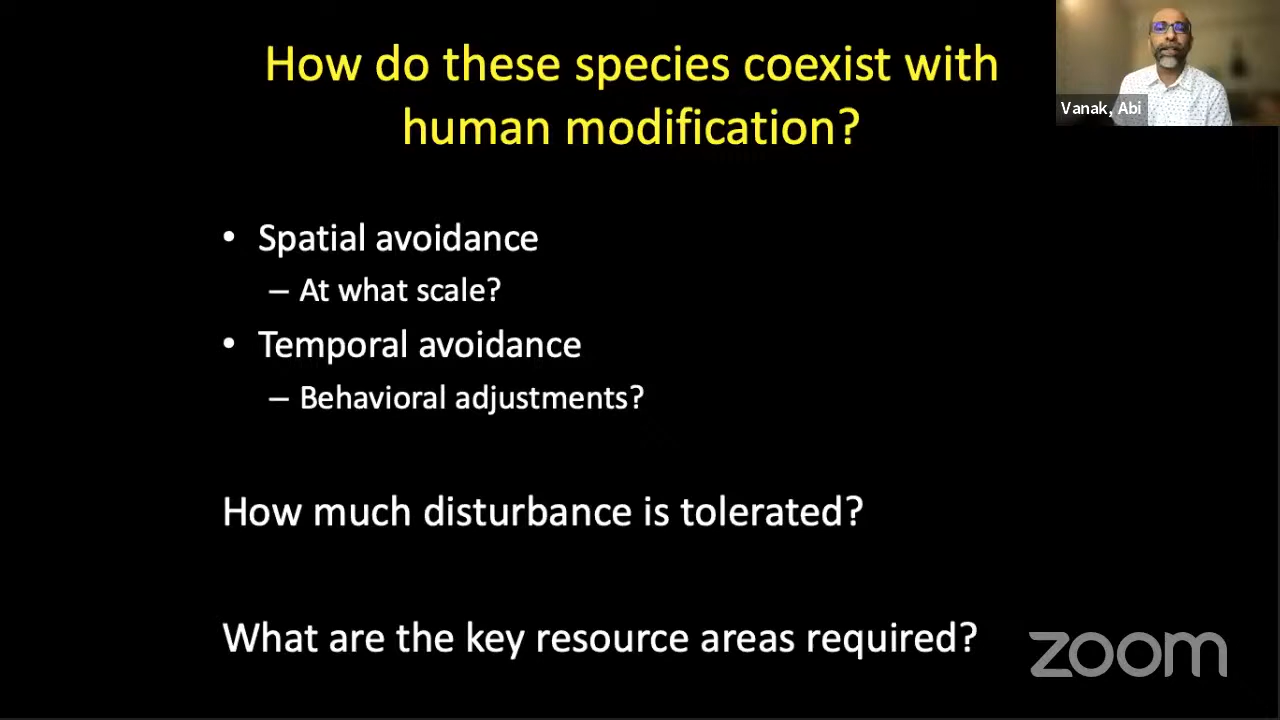 How do these species coexist with
human modification?
Vanak, Abi
• Spatial avoidance
– At what scale?
• Temporal avoidance
– Behavioral adjustments?
How much disturbance is tolerated?
What are the key resource areas required?
zoom